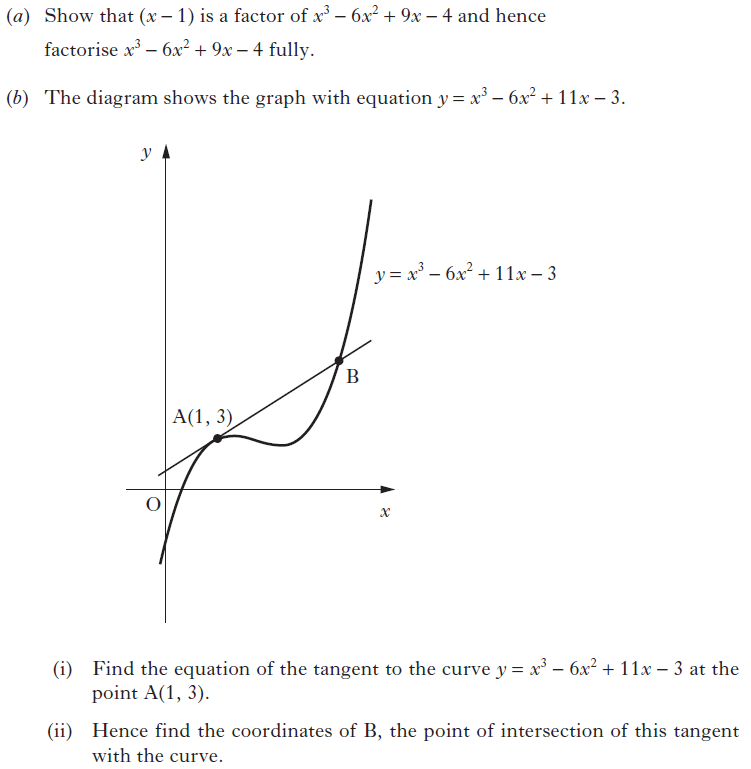 (a) Show that (x – 1) is a factor of x³ – 6x² + 9x – 4 and hence
factorise x³ – 6x² + 9x – 4 fully.
(b) The diagram shows the graph with equation y = x³ – 6x² + 11x – 3.
y
y = x³ – 6x² + 11x – 3
B
A(1, 3)
O
x
(i) Find the equation of the tangent to the curve y = x³ – 6x² + 11x – 3 at the
point A(1, 3).
(ii) Hence find the coordinates of B, the point of intersection of this tangent
with the curve.